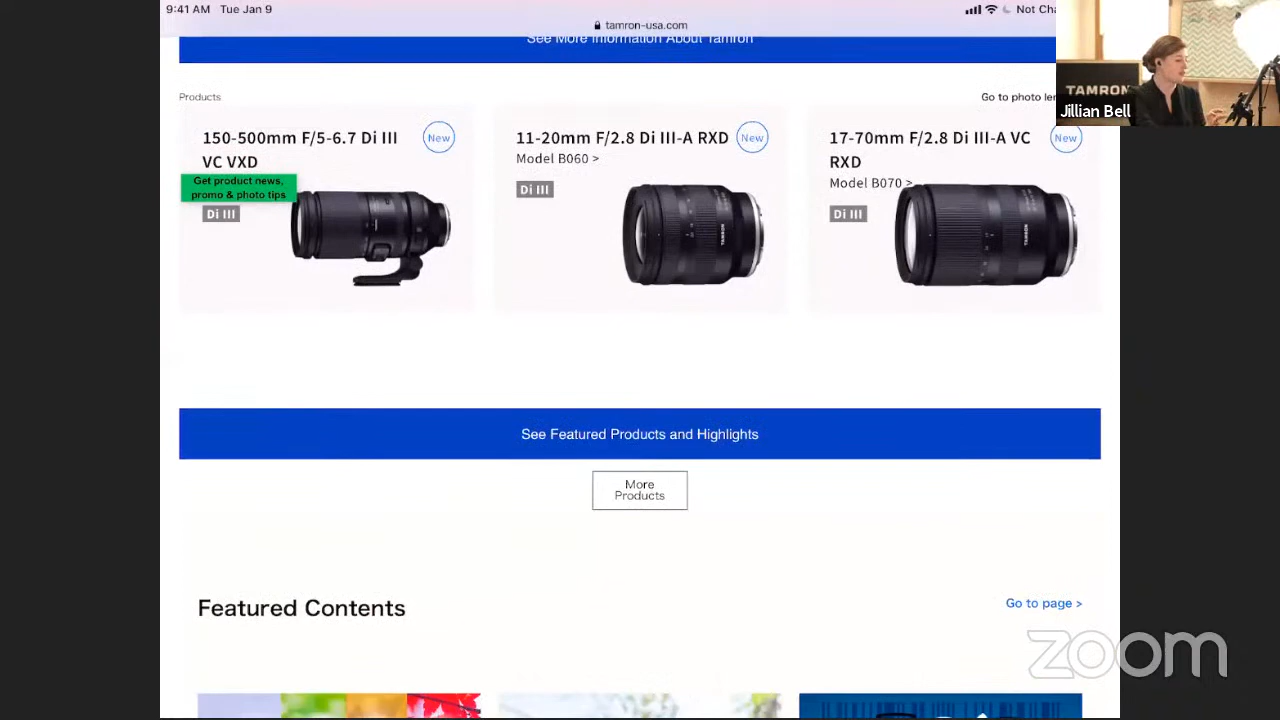 9:41 AM Tue Jan 9
Not Cha
tamron-usa.com
See More Information About Tamron
TAMRON
Jillian Bell
Products
Go to photo len
150-500mm F/5-6.7 Di III
VC VXD
New
Get product news,
promo & photo tips
Di III
11-20mm F/2.8 Di III-A RXD
New
Model B060 >
Di III
TAMRON
17-70mm F/2.8 Di III-A VC
RXD
New
Model B070 >
Di III
TAMRON
See Featured Products and Highlights
More
Products
Featured Contents
Go to page >
zoom